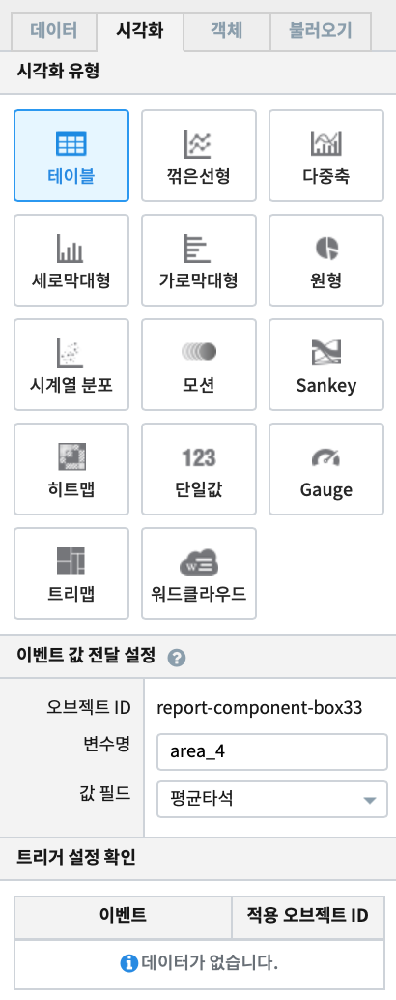 데이터 시각화 객체 불러오기
시각화 유형
테이블 꺾은선형 다중축
세로막대형 가로막대형 원형
시계열 분포 모션 Sankey
히트맵 123 단일값 Gauge
트리맵 W 워드클라우드
이벤트 값 전달 설정 ?
오브젝트 ID report-component-box33
변수명 area_4
값 필드 평균타석
트리거 설정 확인
이벤트 적용 오브젝트 ID
데이터가 없습니다.